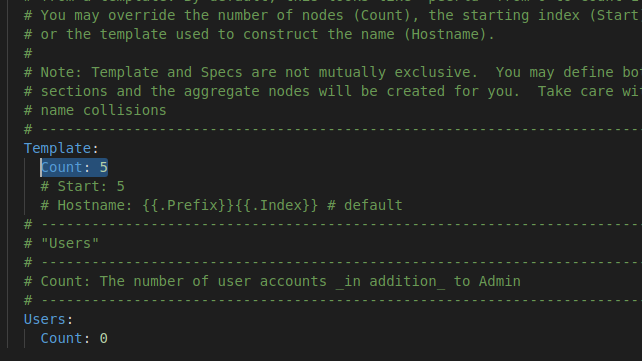 # You may override the number of nodes (Count), the starting index (Start
# or the template used to construct the name (Hostname).
#
# Note: Template and Specs are not mutually exclusive.  You may define bo
# sections and the aggregate nodes will be created for you.  Take care wi
# name collisions
# ------------------------------------------------------------------------
Template:
Count: 5
# Start: 5
# Hostname: {{.Prefix}}{{.Index}} # default
# ------------------------------------------------------------------------
# "Users"
# ------------------------------------------------------------------------
# Count: The number of user accounts _in addition_ to Admin
# ------------------------------------------------------------------------
Users:
Count: 0